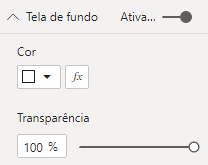 Tela de fundo Ativa...
Cor
fx
Transparência
100 %